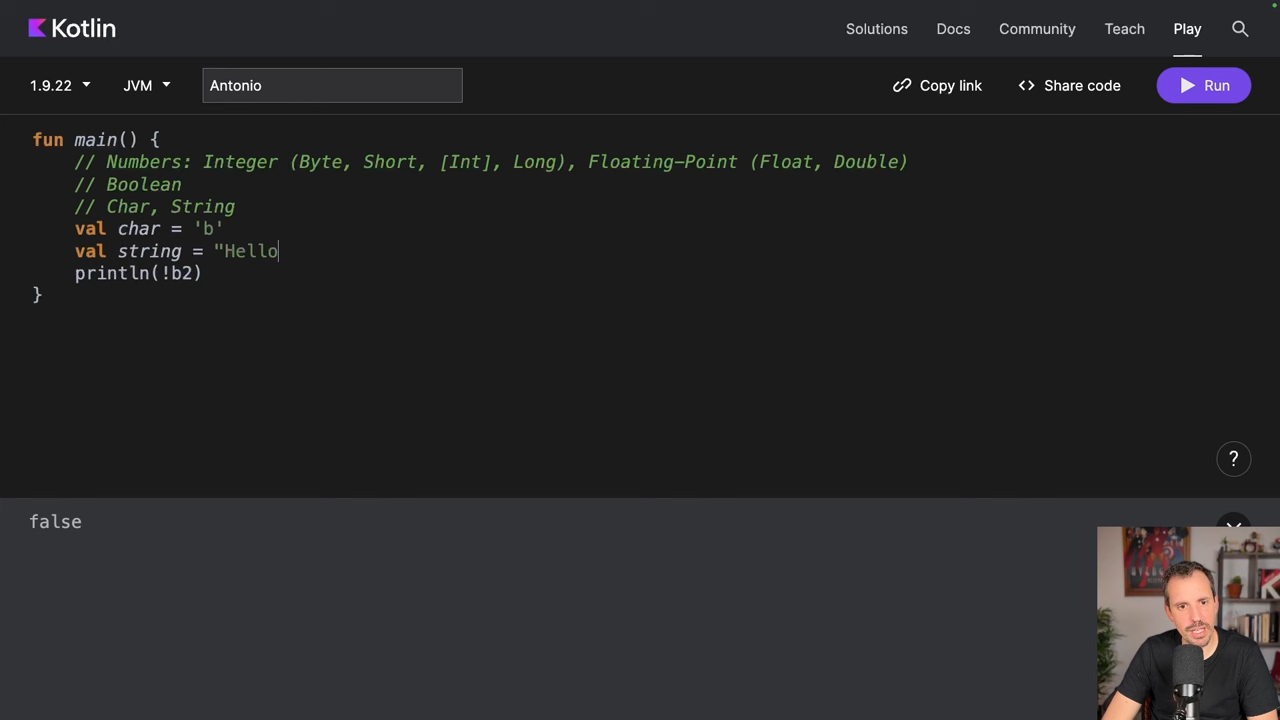 Kotlin
Solutions Docs Community Teach Play
1.9.22 JVM Antonio Copy link <> Share code Run
fun main() {
// Numbers: Integer (Byte, Short, [Int], Long), Floating-Point (Float, Double)
// Boolean
// Char, String
val char = 'b'
val string = "Hello
println(!b2)
}
?
false